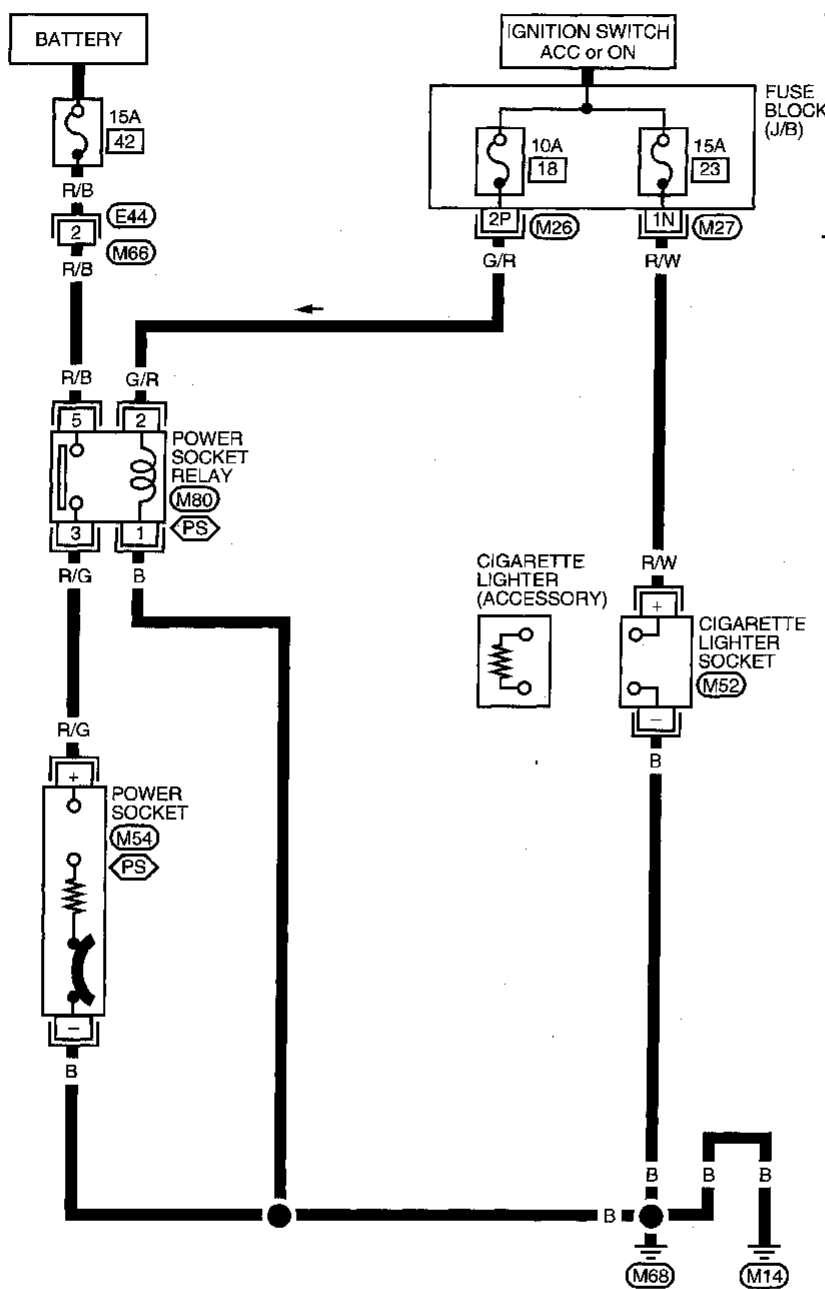 BATTERY
IGNITION SWITCH
ACC or ON
FUSE
BLOCK
(J/B)
15A
42
10A
18
15A
23
R/B
E44
2
M66
R/B
2P
M26
1N
M27
G/R
R/W
R/B
G/R
5
2
POWER
SOCKET
RELAY
M80
PS
3
1
R/G
B
CIGARETTE
LIGHTER
(ACCESSORY)
R/W
+
CIGARETTE
LIGHTER
SOCKET
M52
−
B
R/G
+
POWER
SOCKET
M54
PS
−
B
B
B
B
B
M68
M14